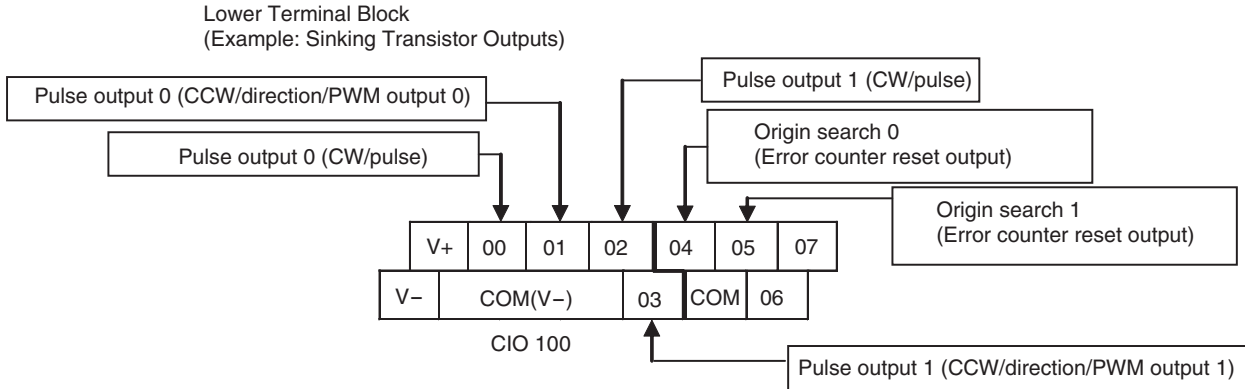 Lower Terminal Block
(Example: Sinking Transistor Outputs)
Pulse output 0 (CCW/direction/PWM output 0)
Pulse output 1 (CW/pulse)
Pulse output 0 (CW/pulse)
Origin search 0
(Error counter reset output)
Origin search 1
(Error counter reset output)
V+ 00 01 02 04 05 07
V− COM(V−) 03 COM 06
CIO 100
Pulse output 1 (CCW/direction/PWM output 1)